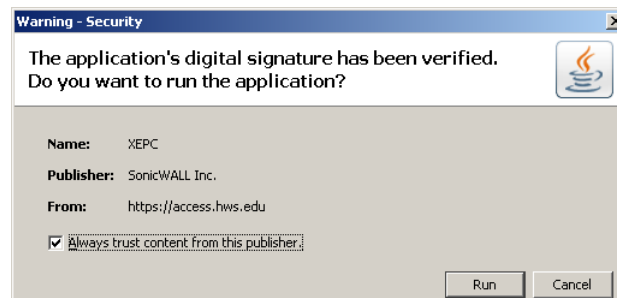 Warning - Security
The application's digital signature has been verified.
Do you want to run the application?
Name: XEPC
Publisher: SonicWALL Inc.
From: https://access.hws.edu
Always trust content from this publisher.
Run Cancel